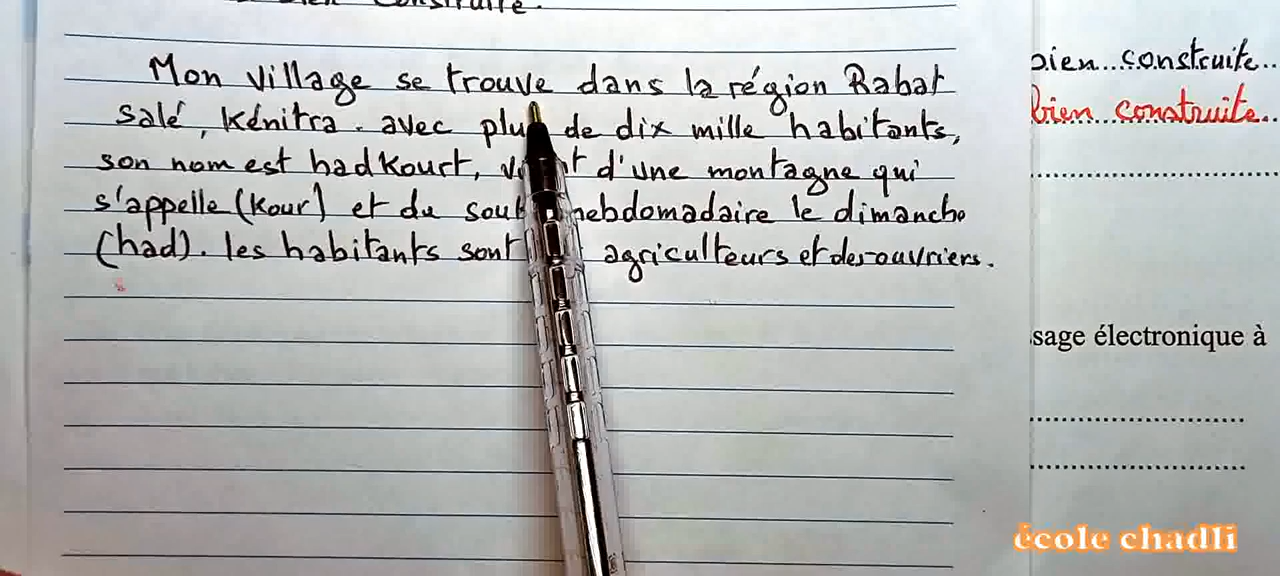 construite.
Mon village se trouve dans la région Rabat
salé, Kénitra. avec plus de dix mille habitants,
son nom est hadkourt, d'une montagne qui
s'appelle (Kour) et du souk hebdomadaire le dimanche
(had). les habitants sont agriculteurs et des ouvriers.
bien...construite..
bien...construite..
sage électronique à
école chadli